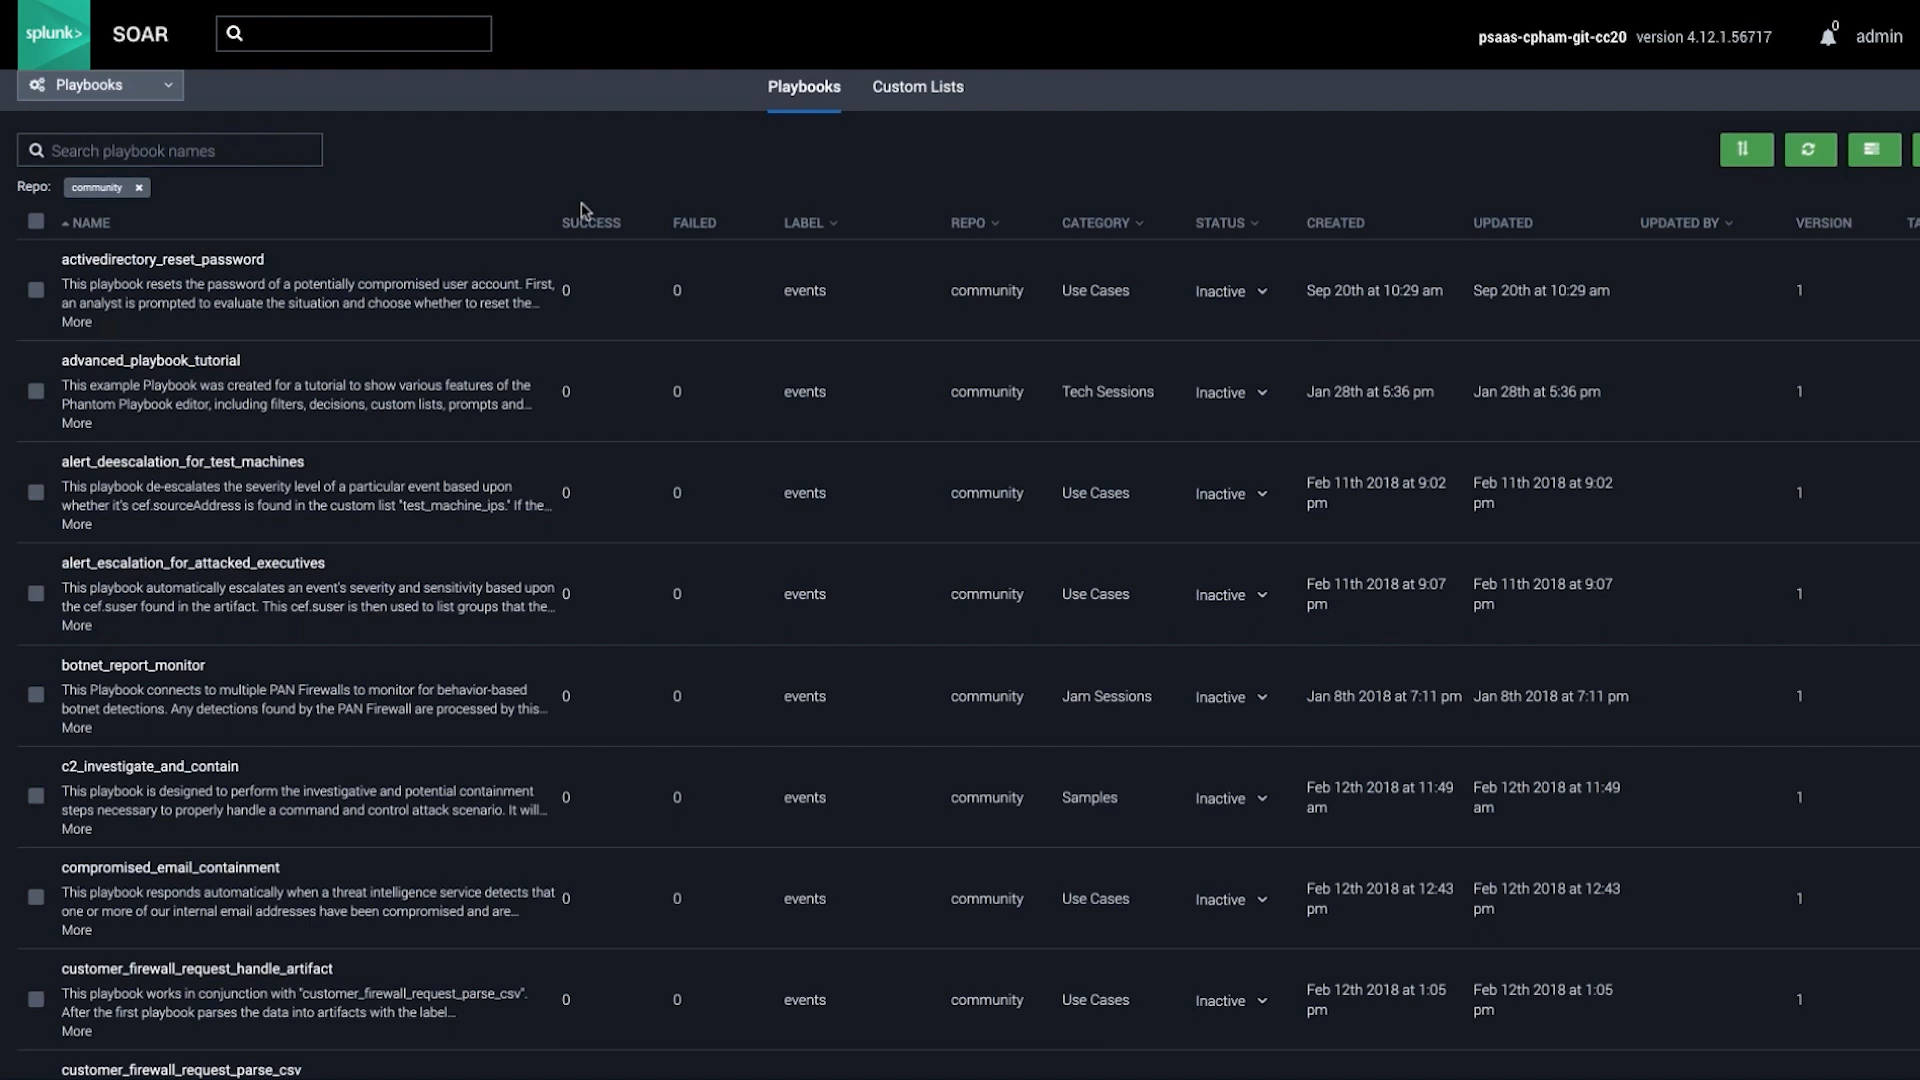 splunk> SOAR
psaas-cpham-git-cc20 version 4.12.1.56717 0 admin
Playbooks
Playbooks Custom Lists
Search playbook names
Repo: community ×
NAME SUCCESS FAILED LABEL REPO CATEGORY STATUS CREATED UPDATED UPDATED BY VERSION TA
activedirectory_reset_password
This playbook resets the password of a potentially compromised user account. First,
an analyst is prompted to evaluate the situation and choose whether to reset the...
More
0 0 events community Use Cases Inactive Sep 20th at 10:29 am Sep 20th at 10:29 am 1
advanced_playbook_tutorial
This example Playbook was created for a tutorial to show various features of the
Phantom Playbook editor, including filters, decisions, custom lists, prompts and...
More
0 0 events community Tech Sessions Inactive Jan 28th at 5:36 pm Jan 28th at 5:36 pm 1
alert_deescalation_for_test_machines
This playbook de-escalates the severity level of a particular event based upon
whether it's cef.sourceAddress is found in the custom list "test_machine_ips." If the...
More
0 0 events community Use Cases Inactive Feb 11th 2018 at 9:02 pm Feb 11th 2018 at 9:02 pm 1
alert_escalation_for_attacked_executives
This playbook automatically escalates an event's severity and sensitivity based upon
the cef.suser found in the artifact. This cef.suser is then used to list groups that the...
More
0 0 events community Use Cases Inactive Feb 11th 2018 at 9:07 pm Feb 11th 2018 at 9:07 pm 1
botnet_report_monitor
This Playbook connects to multiple PAN Firewalls to monitor for behavior-based
botnet detections. Any detections found by the PAN Firewall are processed by this...
More
0 0 events community Jam Sessions Inactive Jan 8th 2018 at 7:11 pm Jan 8th 2018 at 7:11 pm 1
c2_investigate_and_contain
This playbook is designed to perform the investigative and potential containment
steps necessary to properly handle a command and control attack scenario. It will...
More
0 0 events community Samples Inactive Feb 12th 2018 at 11:49 am Feb 12th 2018 at 11:49 am 1
compromised_email_containment
This playbook responds automatically when a threat intelligence service detects that
one or more of our internal email addresses have been compromised and are...
More
0 0 events community Use Cases Inactive Feb 12th 2018 at 12:43 pm Feb 12th 2018 at 12:43 pm 1
customer_firewall_request_handle_artifact
This playbook works in conjunction with "customer_firewall_request_parse_csv".
After the first playbook parses the data into artifacts with the label...
More
0 0 events community Use Cases Inactive Feb 12th 2018 at 1:05 pm Feb 12th 2018 at 1:05 pm 1
customer_firewall_request_parse_csv